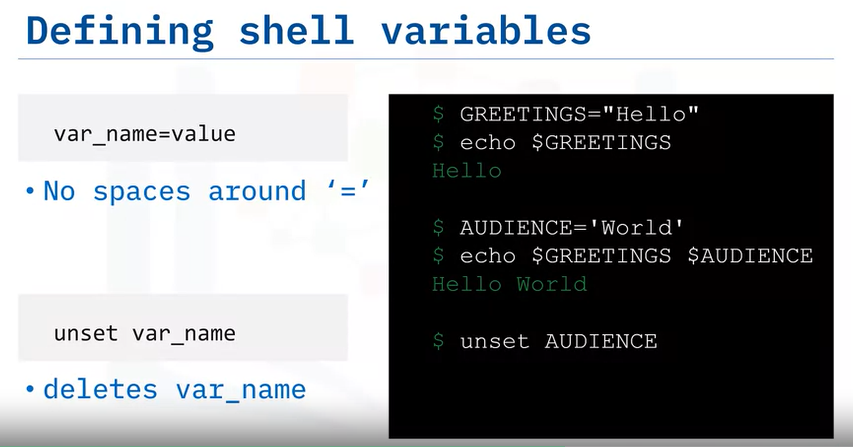 Defining shell variables
var_name=value
• No spaces around ‘=’
unset var_name
• deletes var_name
$ GREETINGS="Hello"
$ echo $GREETINGS
Hello
$ AUDIENCE='World'
$ echo $GREETINGS $AUDIENCE
Hello World
$ unset AUDIENCE